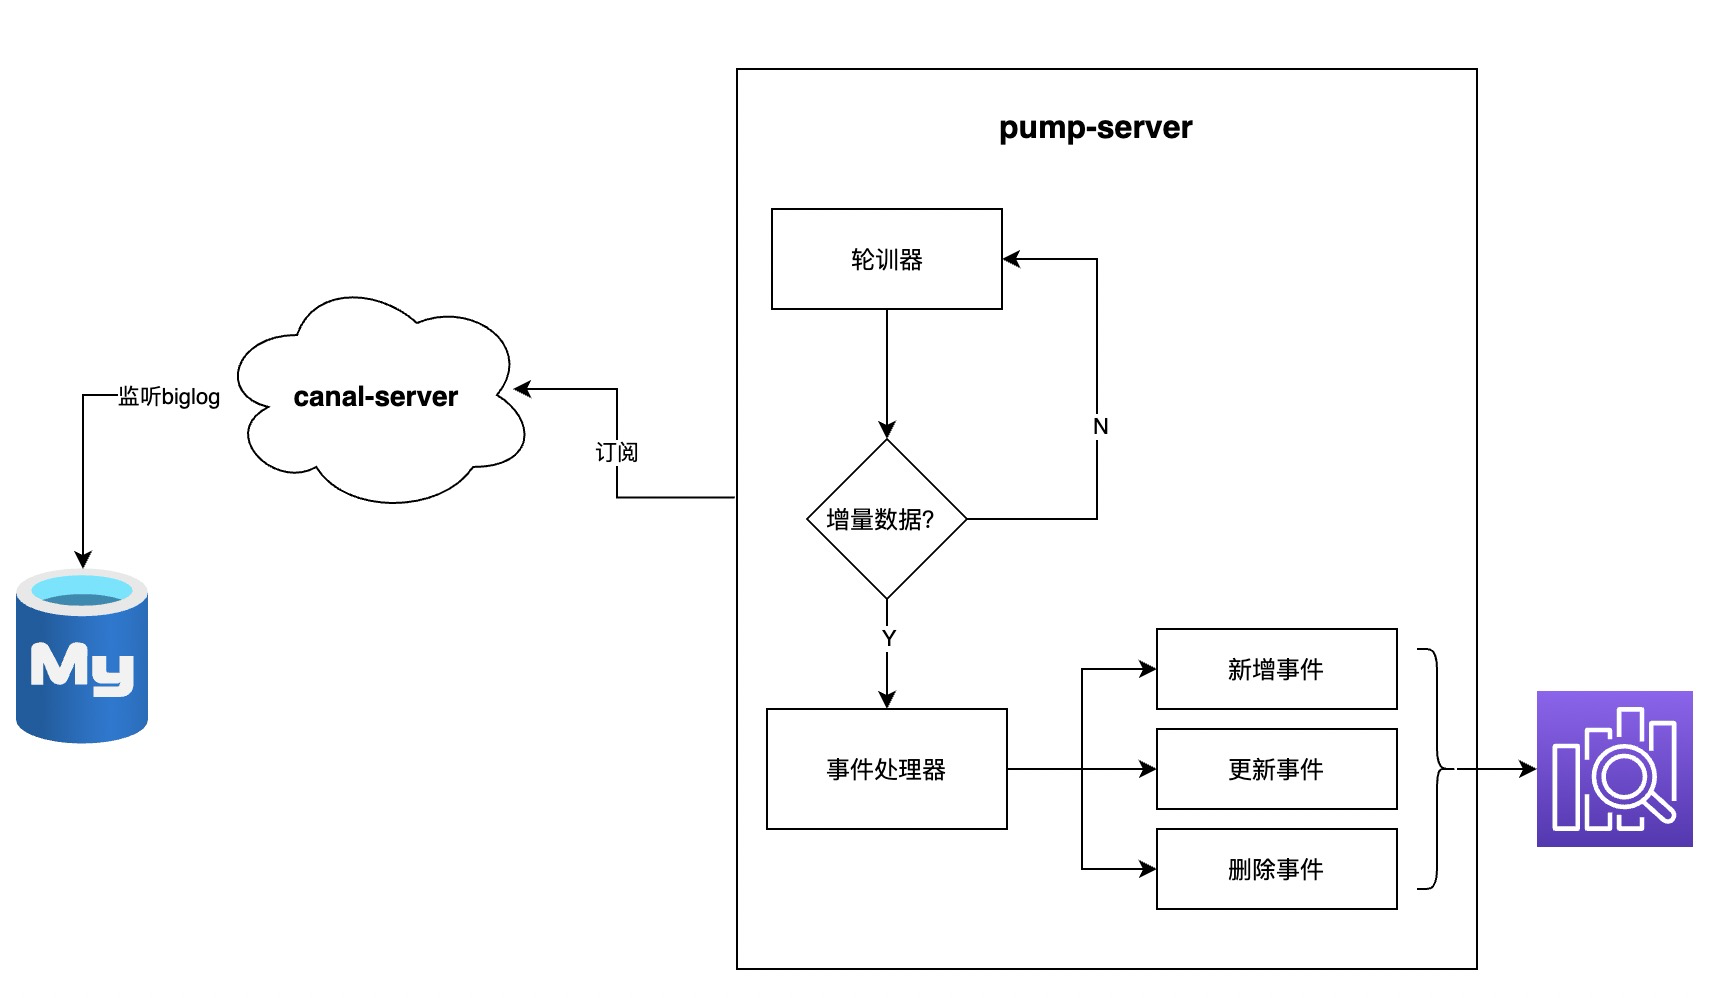 pump-server
轮训器
监听biglog
canal-server
订阅
N
增量数据?
Y
My
事件处理器
新增事件
更新事件
删除事件